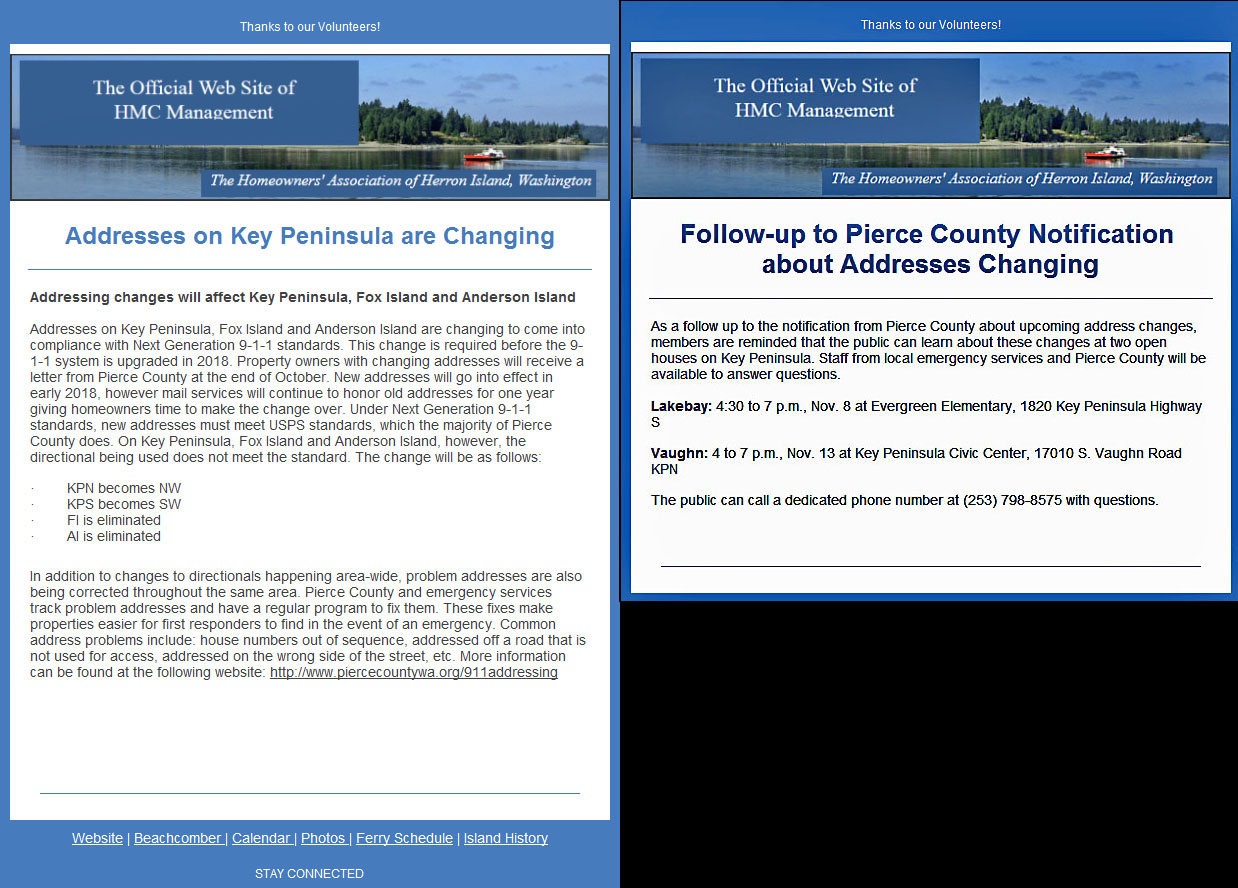 Thanks to our Volunteers!
The Official Web Site of
HMC Management
The Homeowners' Association of Herron Island, Washington
Addresses on Key Peninsula are Changing
Addressing changes will affect Key Peninsula, Fox Island and Anderson Island
Addresses on Key Peninsula, Fox Island and Anderson Island are changing to come into
compliance with Next Generation 9-1-1 standards. This change is required before the 9-
1-1 system is upgraded in 2018. Property owners with changing addresses will receive a
letter from Pierce County at the end of October. New addresses will go into effect in
early 2018, however mail services will continue to honor old addresses for one year
giving homeowners time to make the change over. Under Next Generation 9-1-1
standards, new addresses must meet USPS standards, which the majority of Pierce
County does. On Key Peninsula, Fox Island and Anderson Island, however, the
directional being used does not meet the standard. The change will be as follows:
· KPN becomes NW
· KPS becomes SW
· FI is eliminated
· AI is eliminated
In addition to changes to directionals happening area-wide, problem addresses are also
being corrected throughout the same area. Pierce County and emergency services
track problem addresses and have a regular program to fix them. These fixes make
properties easier for first responders to find in the event of an emergency. Common
address problems include: house numbers out of sequence, addressed off a road that is
not used for access, addressed on the wrong side of the street, etc. More information
can be found at the following website: http://www.piercecountywa.org/911addressing
Website | Beachcomber | Calendar | Photos | Ferry Schedule | Island History
STAY CONNECTED
Thanks to our Volunteers!
The Official Web Site of
HMC Management
The Homeowners' Association of Herron Island, Washington
Follow-up to Pierce County Notification
about Addresses Changing
As a follow up to the notification from Pierce County about upcoming address changes,
members are reminded that the public can learn about these changes at two open
houses on Key Peninsula. Staff from local emergency services and Pierce County will be
available to answer questions.
Lakebay: 4:30 to 7 p.m., Nov. 8 at Evergreen Elementary, 1820 Key Peninsula Highway
S
Vaughn: 4 to 7 p.m., Nov. 13 at Key Peninsula Civic Center, 17010 S. Vaughn Road
KPN
The public can call a dedicated phone number at (253) 798-8575 with questions.